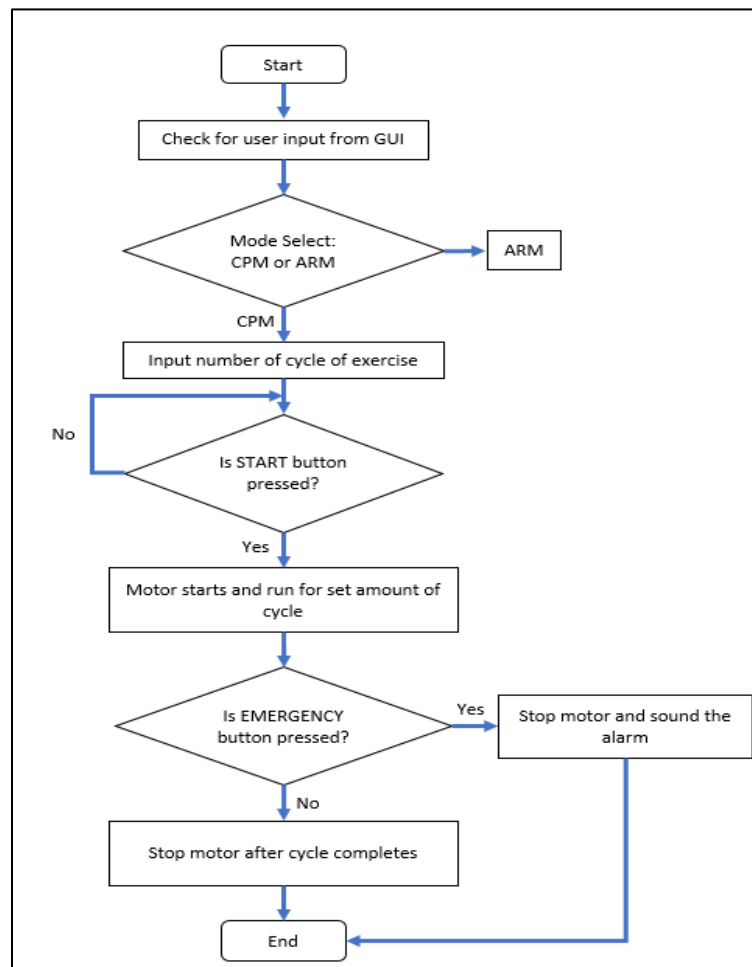 Start
Check for user input from GUI
Mode Select:
CPM or ARM
ARM
CPM
Input number of cycle of exercise
No
Is START button
pressed?
Yes
Motor starts and run for set amount of
cycle
Is EMERGENCY
button pressed?
Yes
Stop motor and sound the
alarm
No
Stop motor after cycle completes
End